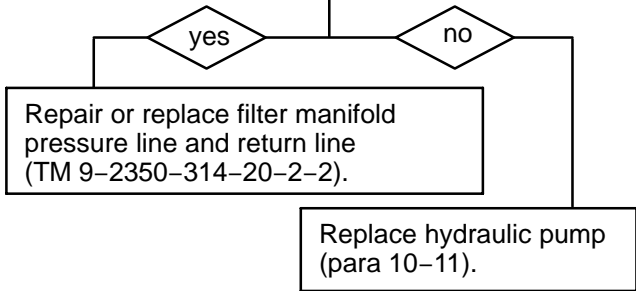 yes
no
Repair or replace filter manifold
pressure line and return line
(TM 9−2350−314−20−2−2).
Replace hydraulic pump
(para 10−11).